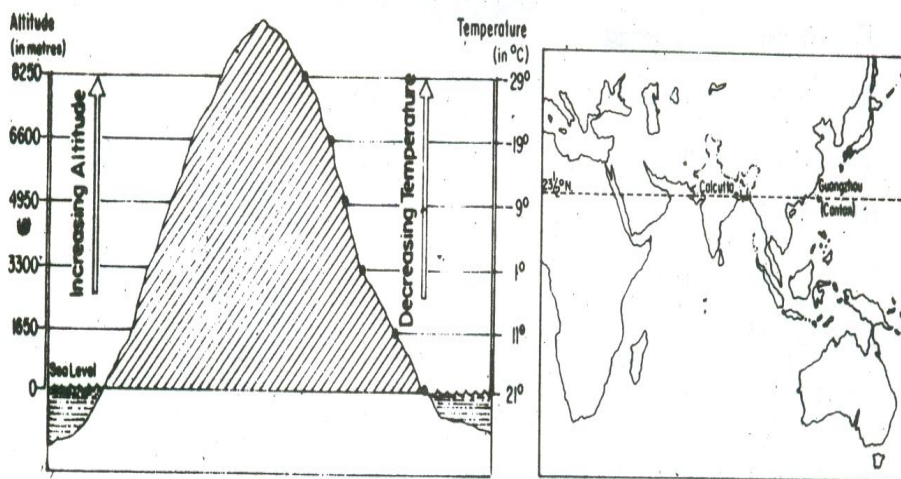 Altitude
(in metres)
8250
6600
4950
3300
1650
0
Increasing Altitude
Sea Level
Temperature
(in °C)
-29°
-19°
-9°
1°
11°
21°
Decreasing Temperature
23½°N
Calcutta
Guangzhou
(Canton)